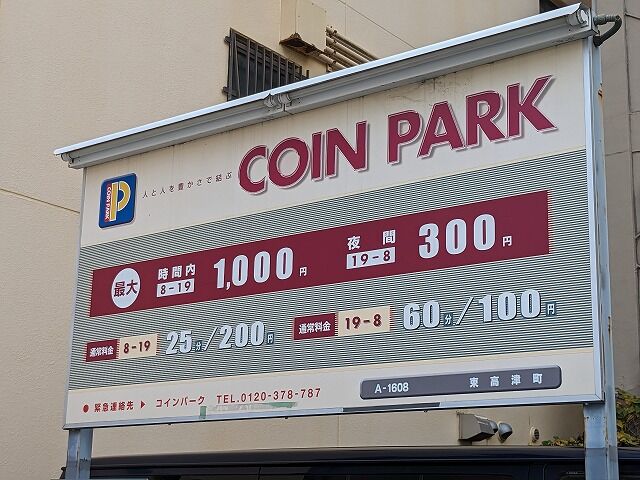 COIN PARK
人と人を豊かさで結ぶ
P COIN PARK
最大 時間内 8-19 1,000円 夜間 19-8 300円
通常料金 8-19 25分/200円 通常料金 19-8 60分/100円
A-1608 東高津町
● 緊急連絡先 ▶ コインパーク TEL.0120-378-787